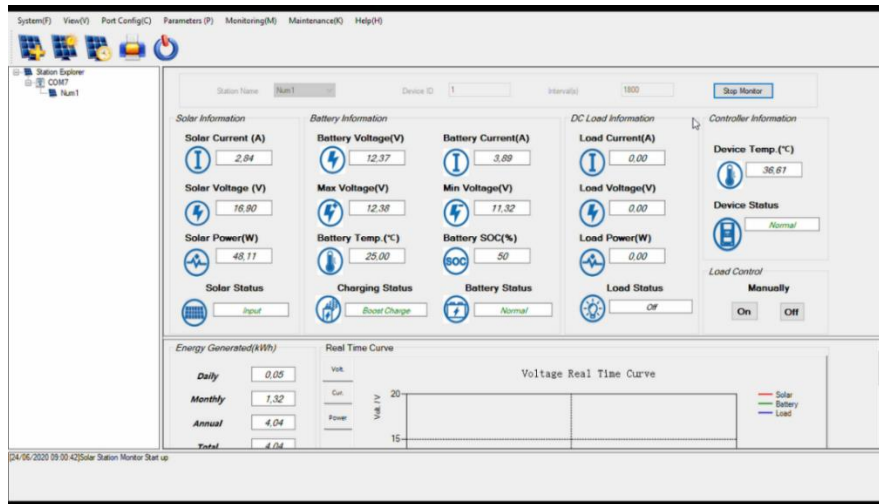 System(F) View(V) Port Config(C) Parameters (P) Monitoring(M) Maintenance(K) Help(H)
Station Explorer
COM7
Num1
Station Name Num1 Device ID 1 Interval(s) 1800 Stop Monitor
Solar Information Battery Information DC Load Information Controller Information
Solar Current (A) Battery Voltage(V) Battery Current(A) Load Current(A)
2,84 12,37 3,89 0,00
Device Temp.(℃)
36,61
Solar Voltage (V) Max Voltage(V) Min Voltage(V) Load Voltage(V)
16,90 12,38 11,32 0,00
Device Status
Normal
Solar Power(W) Battery Temp.(℃) Battery SOC(%) Load Power(W)
48,11 25,00 SOC 50 0,00
Load Control
Solar Status Charging Status Battery Status Load Status Manually
Input Boost Charge Normal Off
On Off
Energy Generated(kWh) Real Time Curve
Daily 0,05
Monthly 1,32
Annual 4,04
Total 4,04
Volt.
Cur.
Power
Voltage Real Time Curve
Volt. / V
20
15
Solar
Battery
Load
[24/06/2020 09:00:42]Solar Station Monitor Start up